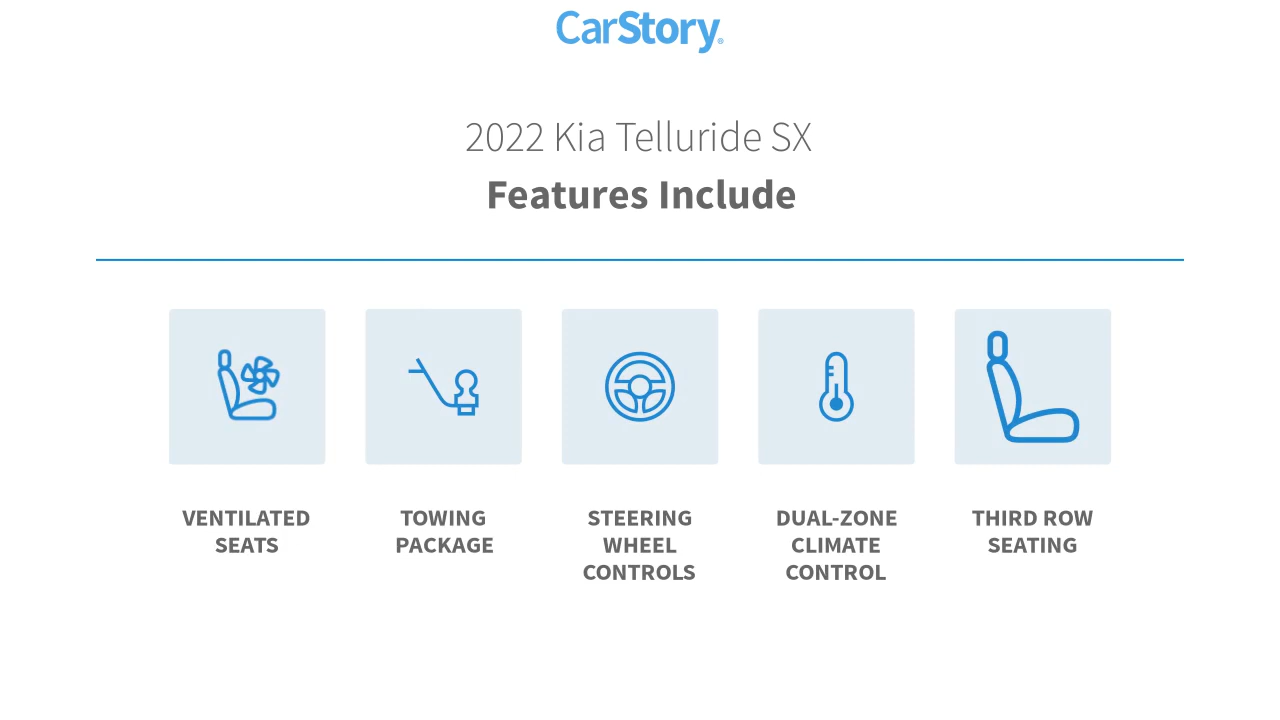 CarStory®
2022 Kia Telluride SX
Features Include
VENTILATED
SEATS
TOWING
PACKAGE
STEERING
WHEEL
CONTROLS
DUAL-ZONE
CLIMATE
CONTROL
THIRD ROW
SEATING